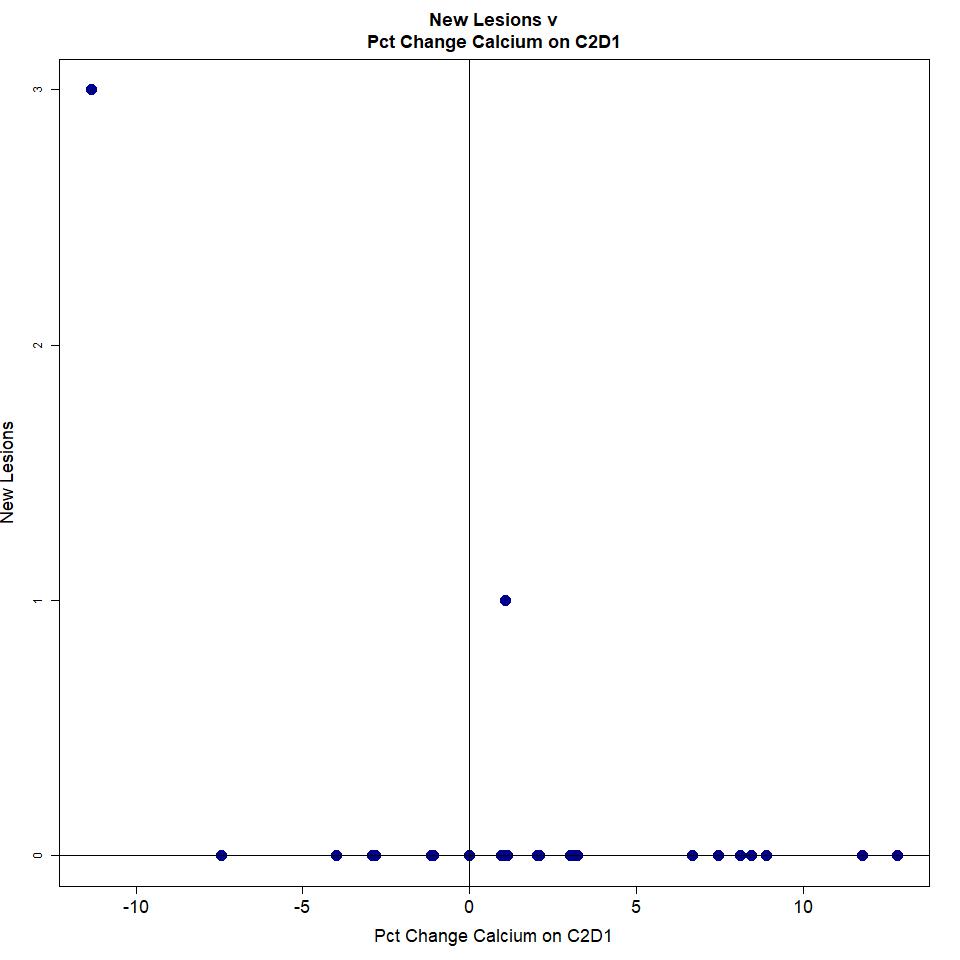 New Lesions v
Pct Change Calcium on C2D1
3
2
1
0
New Lesions
-10 -5 0 5 10
Pct Change Calcium on C2D1